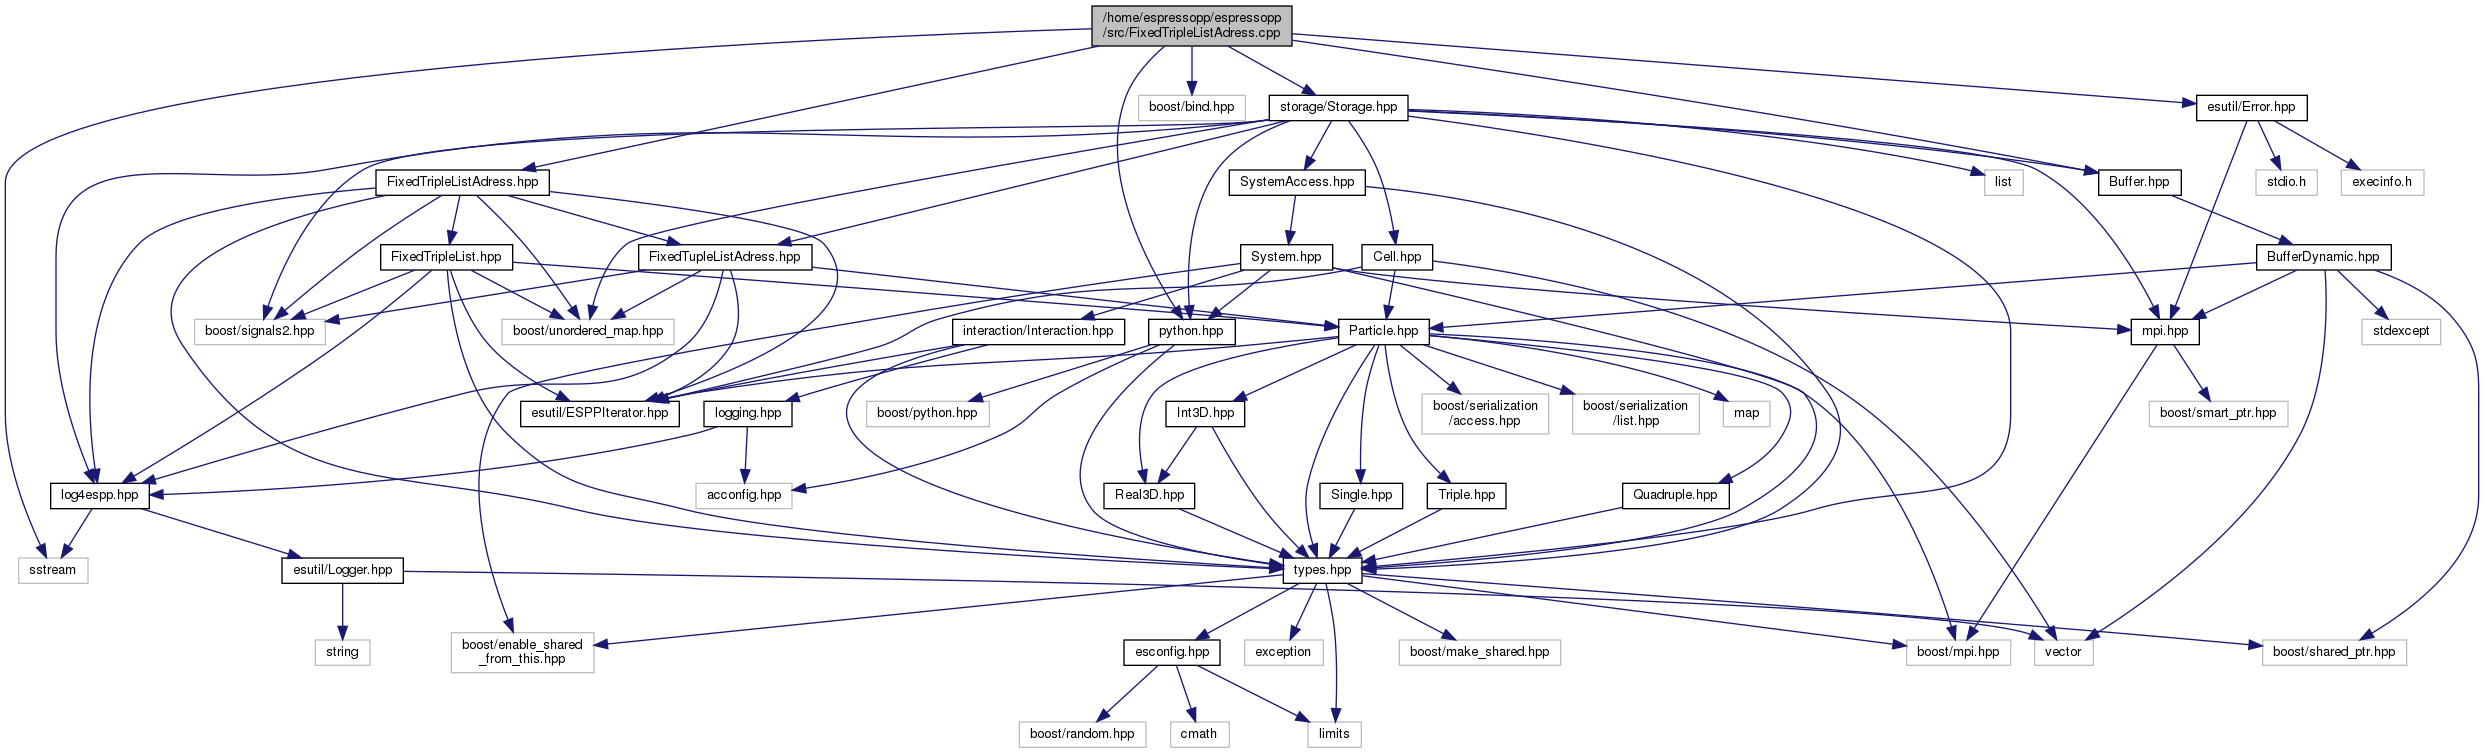 /home/espressopp/espressopp
/src/FixedTripleListAdress.cpp
boost/bind.hpp
storage/Storage.hpp
esutil/Error.hpp
FixedTripleListAdress.hpp
SystemAccess.hpp
list
Buffer.hpp
stdio.h
execinfo.h
FixedTripleList.hpp
FixedTupleListAdress.hpp
System.hpp
Cell.hpp
BufferDynamic.hpp
boost/signals2.hpp
boost/unordered_map.hpp
interaction/Interaction.hpp
python.hpp
Particle.hpp
mpi.hpp
stdexcept
esutil/ESPPIterator.hpp
logging.hpp
boost/python.hpp
Int3D.hpp
boost/serialization
/access.hpp
boost/serialization
/list.hpp
map
boost/smart_ptr.hpp
log4espp.hpp
acconfig.hpp
Real3D.hpp
Single.hpp
Triple.hpp
Quadruple.hpp
sstream
esutil/Logger.hpp
types.hpp
string
boost/enable_shared
_from_this.hpp
esconfig.hpp
exception
boost/make_shared.hpp
boost/mpi.hpp
vector
boost/shared_ptr.hpp
boost/random.hpp
cmath
limits